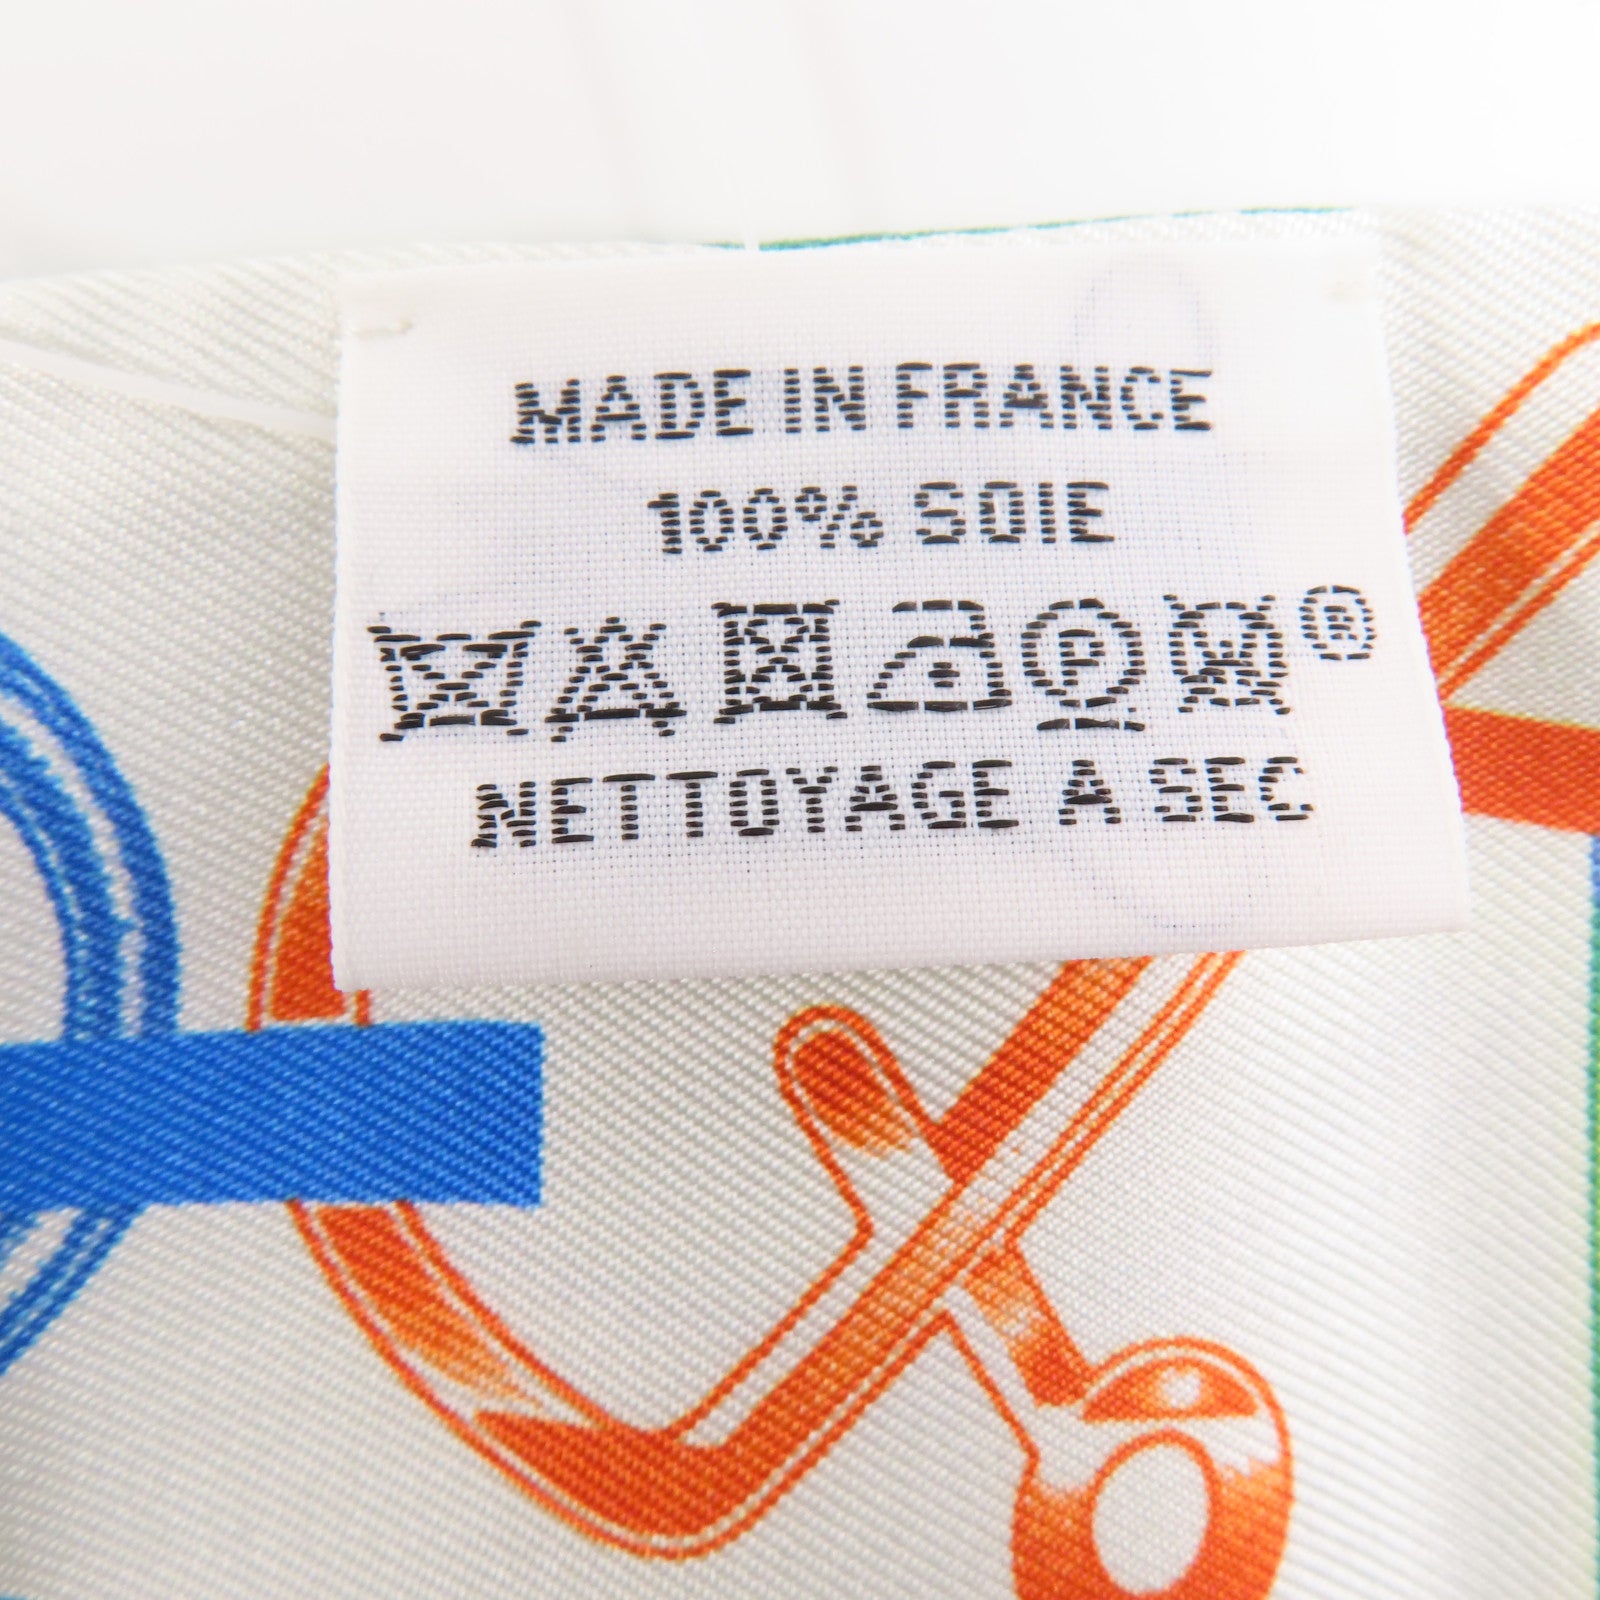 MADE IN FRANCE
100% SOIE
P W ®
NETTOYAGE A SEC